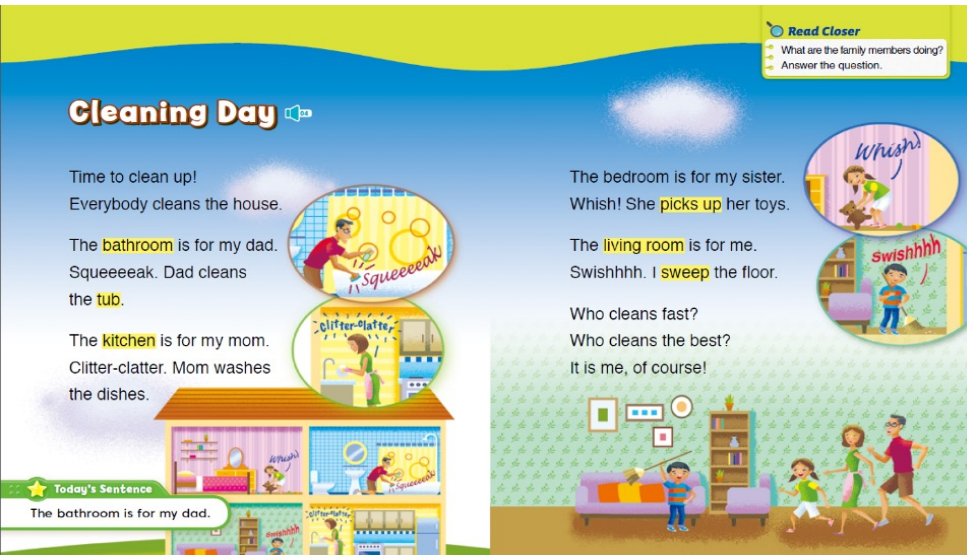 Read Closer
What are the family members doing?
Answer the question.
Cleaning Day
04
Time to clean up!
Everybody cleans the house.
The bathroom is for my dad.
Squeeeeak. Dad cleans
the tub.
The kitchen is for my mom.
Clitter-clatter. Mom washes
the dishes.
Squeeeeak!
Clitter-clatter
Whish!
Squeeeeak!
Swishhhh
Clitter-clatter
Today's Sentence
The bathroom is for my dad.
The bedroom is for my sister.
Whish! She picks up her toys.
The living room is for me.
Swishhhh. I sweep the floor.
Who cleans fast?
Who cleans the best?
It is me, of course!
Whish!
Swishhhh